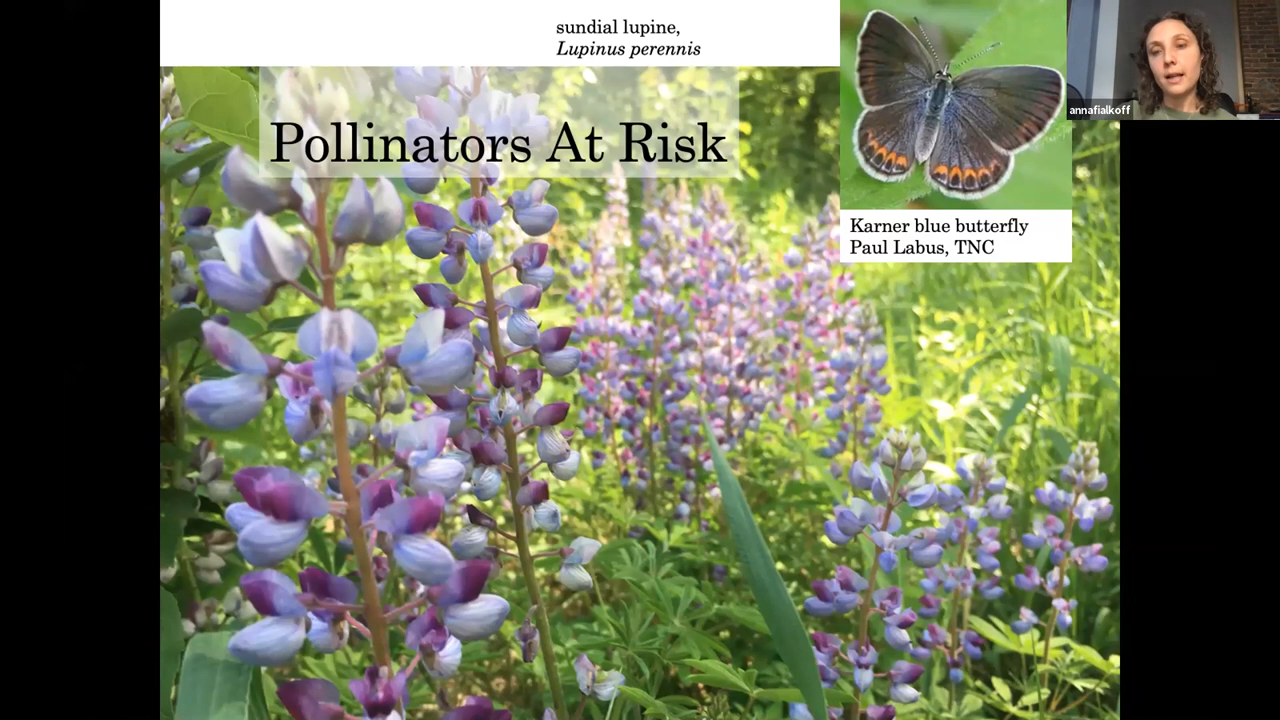 sundial lupine,
Lupinus perennis
Pollinators At Risk
Karner blue butterfly
Paul Labus, TNC
annafialkoff